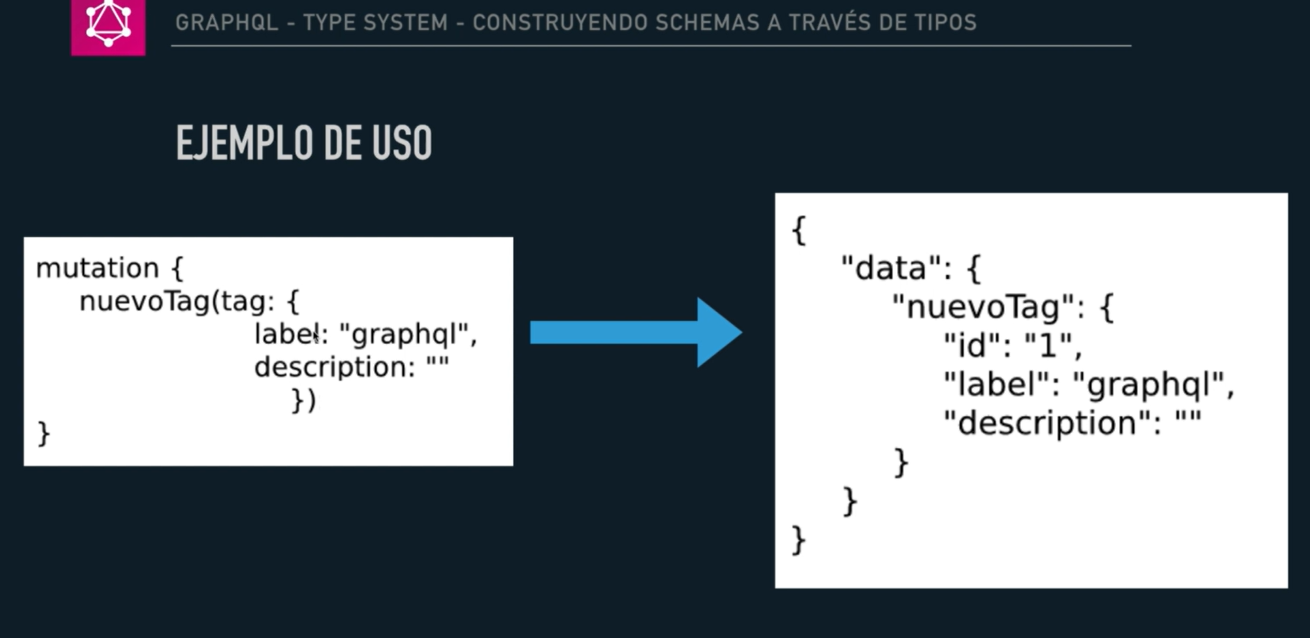 GRAPHQL - TYPE SYSTEM - CONSTRUYENDO SCHEMAS A TRAVÉS DE TIPOS
EJEMPLO DE USO
mutation {
nuevoTag(tag: {
label: "graphql",
description: ""
})
}
{
"data": {
"nuevoTag": {
"id": "1",
"label": "graphql",
"description": ""
}
}
}